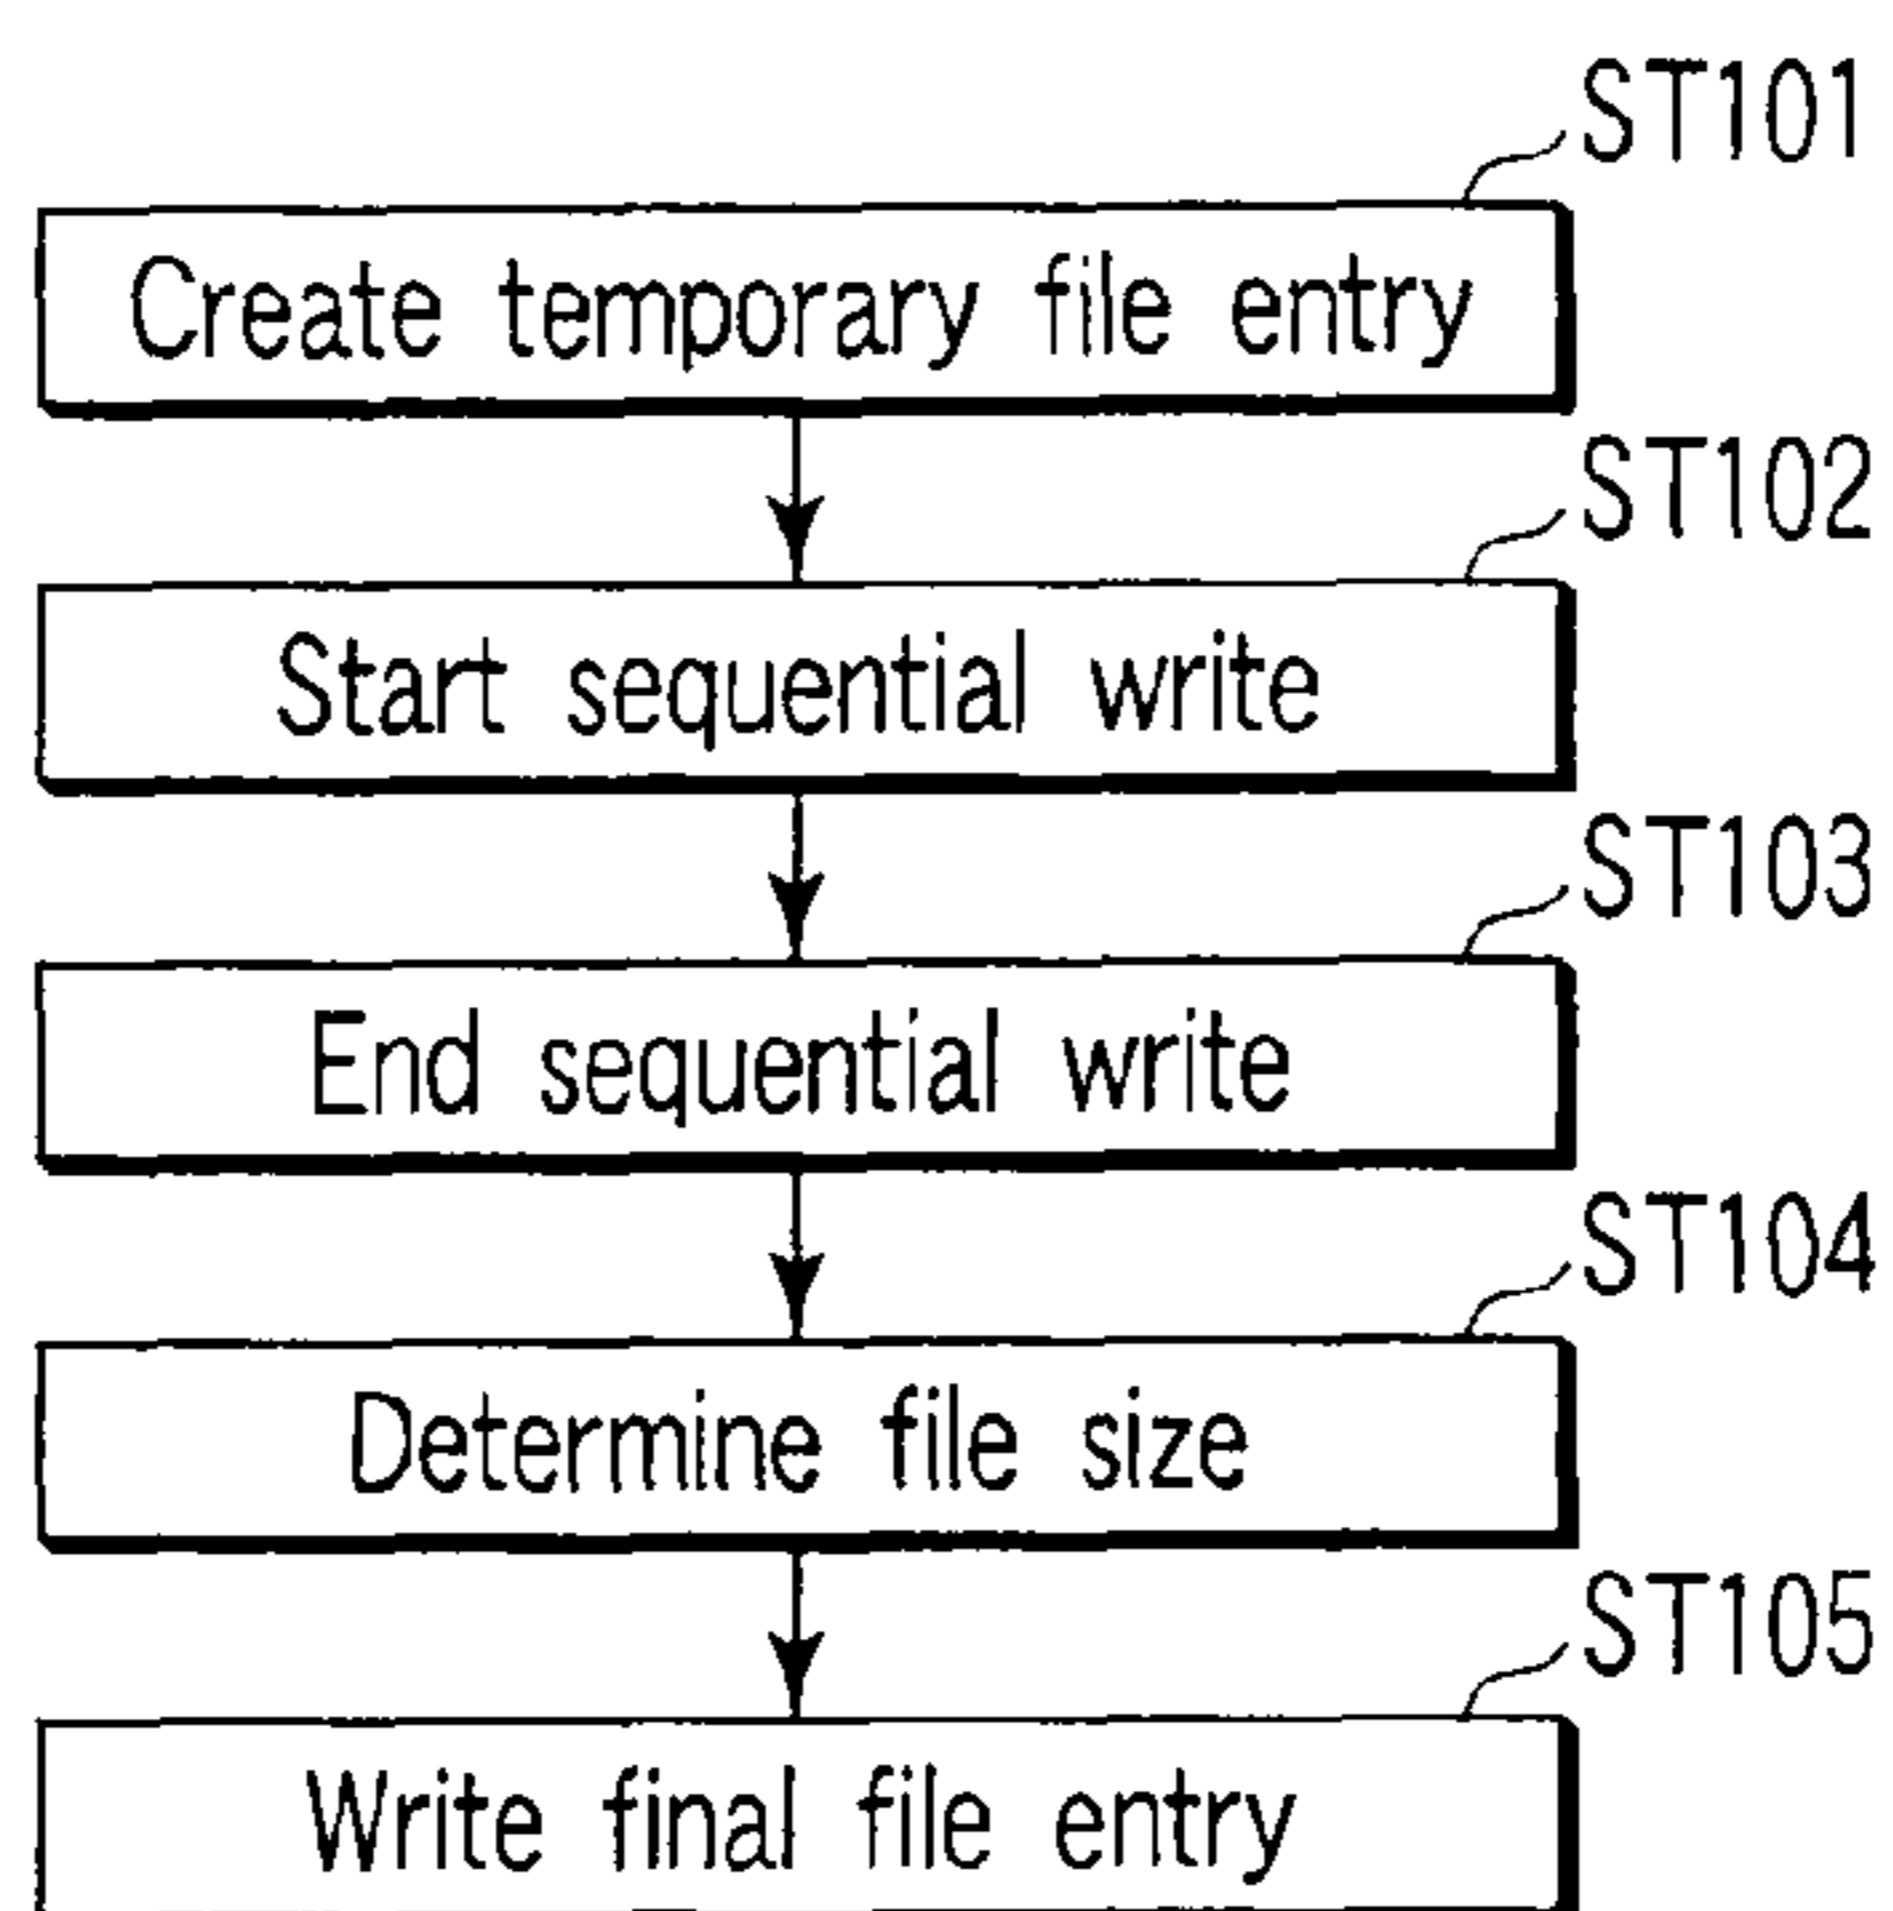 ST101
Create temporary file entry
ST102
Start sequential write
ST103
End sequential write
ST104
Determine file size
ST105
Write final file entry